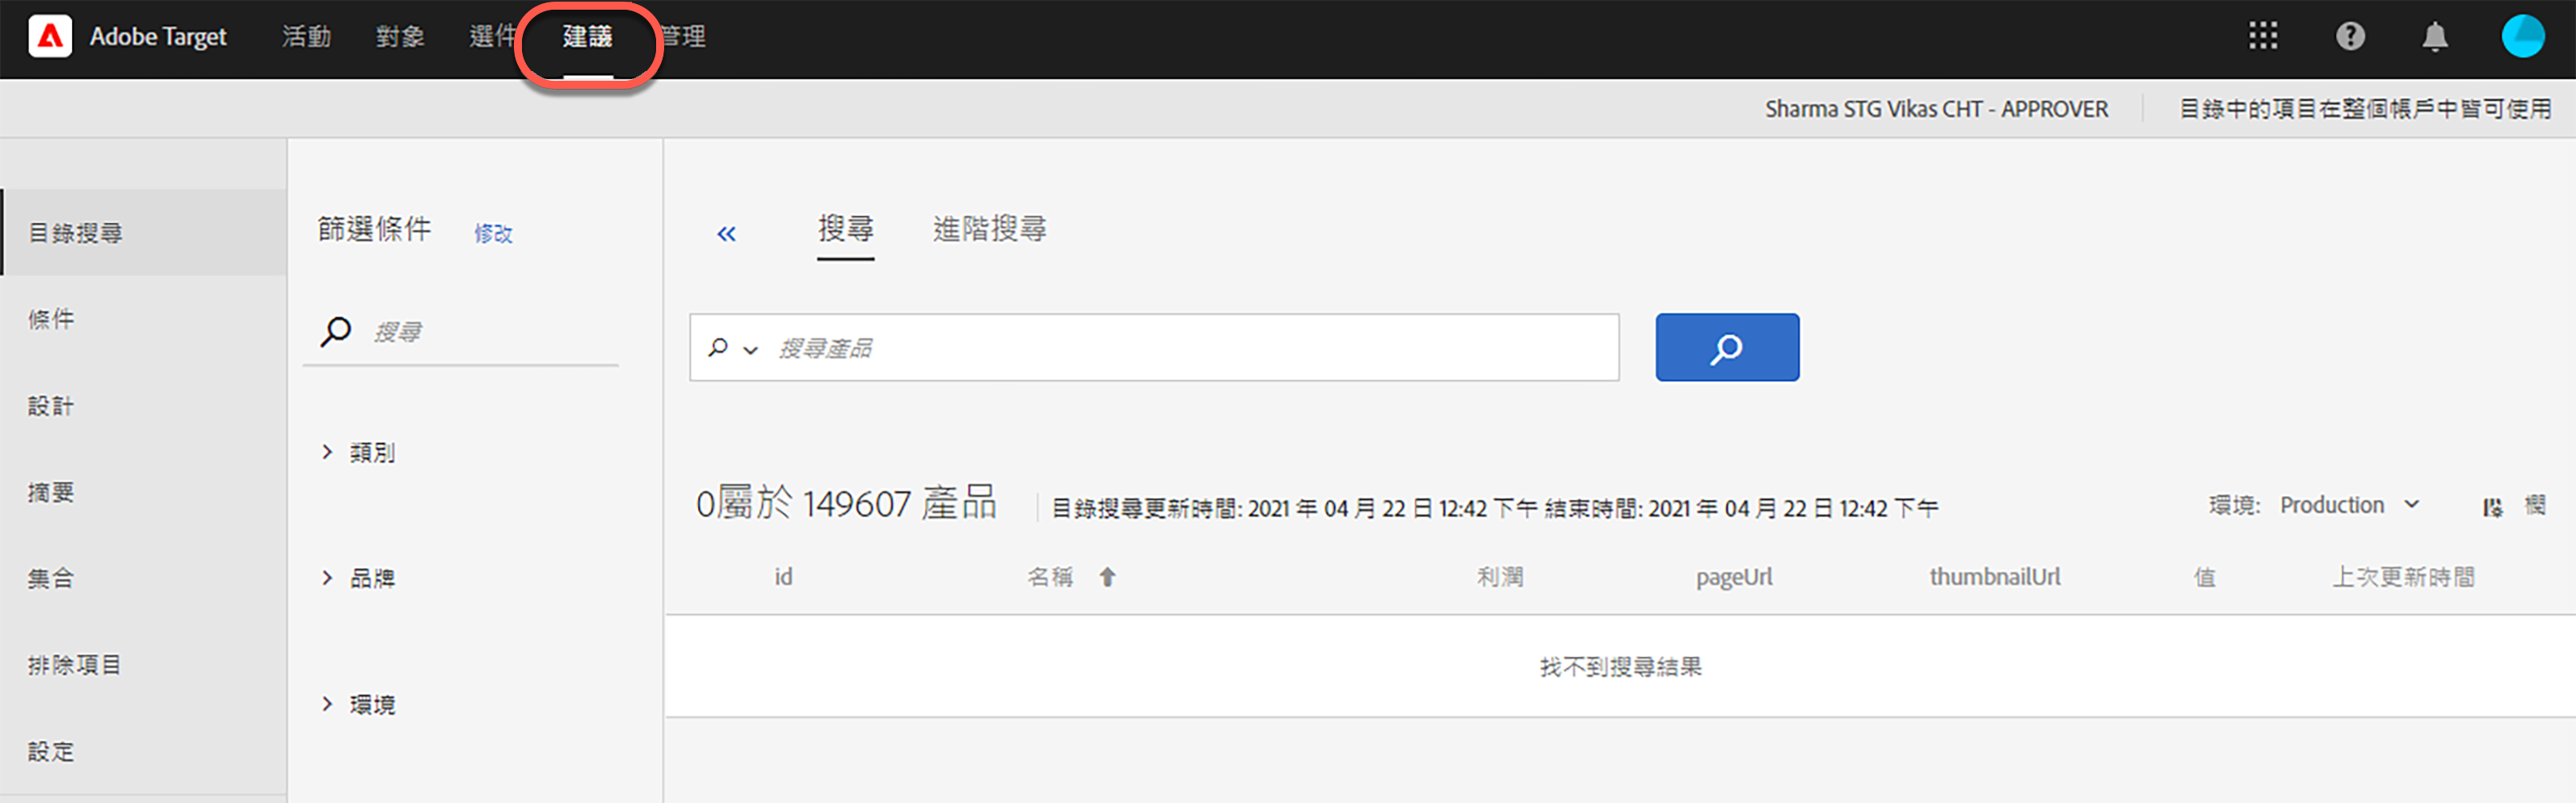 Adobe Target 活動 對象 選件 建議 管理
Sharma STG Vikas CHT - APPROVER 目錄中的項目在整個帳戶中皆可使用
目錄搜尋
條件
設計
摘要
集合
排除項目
設定
篩選條件 修改
搜尋
類別
品牌
環境
搜尋 進階搜尋
搜尋產品
0屬於 149607 產品 目錄搜尋更新時間: 2021 年 04 月 22 日 12:42 下午 結束時間: 2021 年 04 月 22 日 12:42 下午 環境: Production 欄
id 名稱 利潤 pageUrl thumbnailUrl 值 上次更新時間
找不到搜尋結果